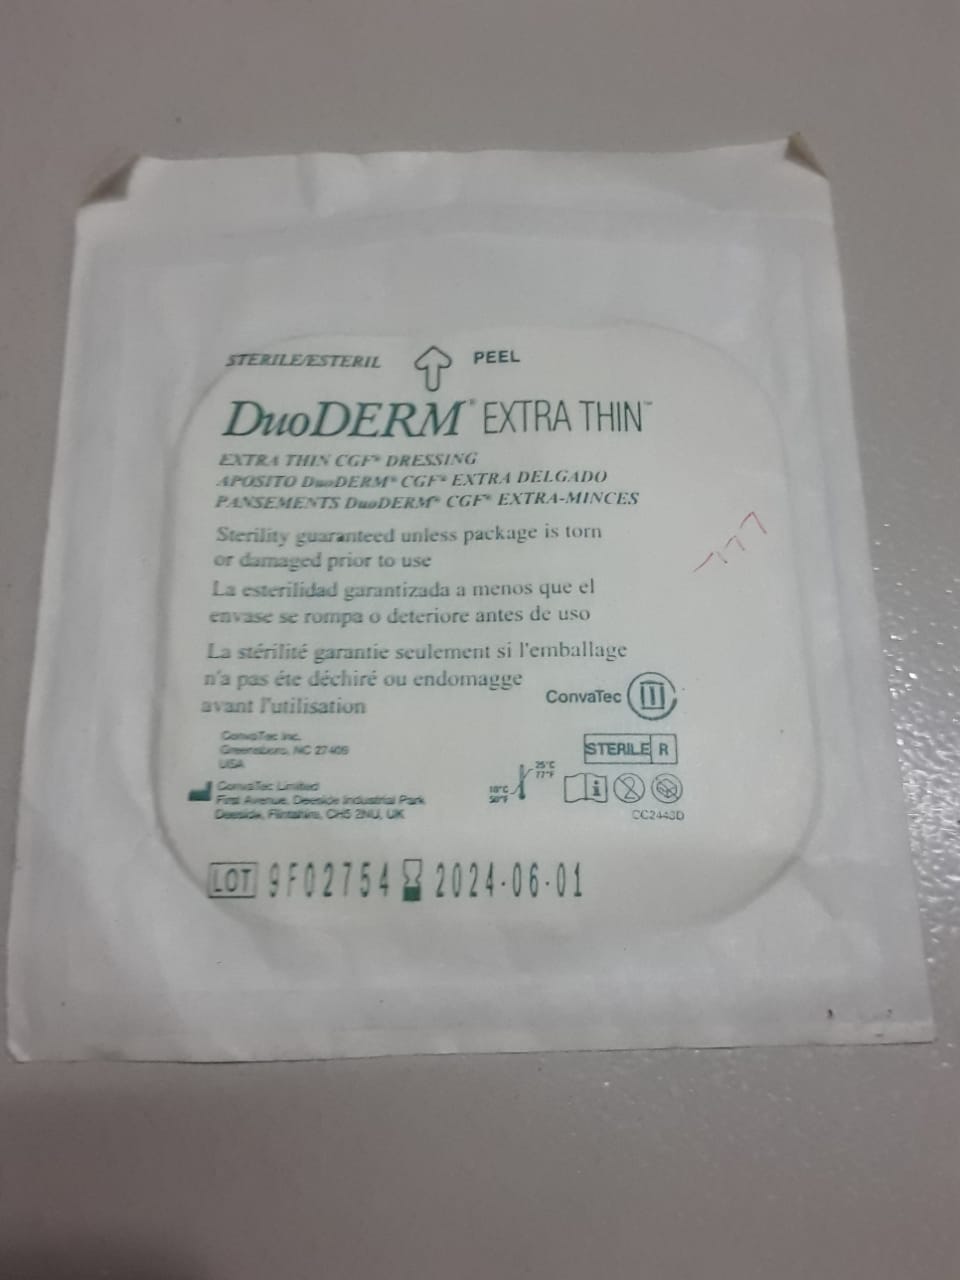 STERILE/ESTERIL PEEL
DuoDERM® EXTRA THIN™
EXTRA THIN CGF® DRESSING
APOSITO DuoDERM® CGF® EXTRA DELGADO
PANSEMENTS DuoDERM® CGF® EXTRA-MINCES
Sterility guaranteed unless package is torn
or damaged prior to use
La esterilidad garantizada a menos que el
envase se rompa o deteriore antes de uso
La stérilité garantie seulement si l'emballage
n'a pas éte déchiré ou endomagge
avant l'utilisation
ConvaTec
ConvaTec Inc.
Greensboro, NC 27409
USA
STERILE R
ConvaTec Limited
First Avenue, Deeside Industrial Park
Deeside, Flintshire, CH5 2NU, UK
25°C
77°F
10°C
50°F
CC2443D
LOT 9F02754 2024-06-01